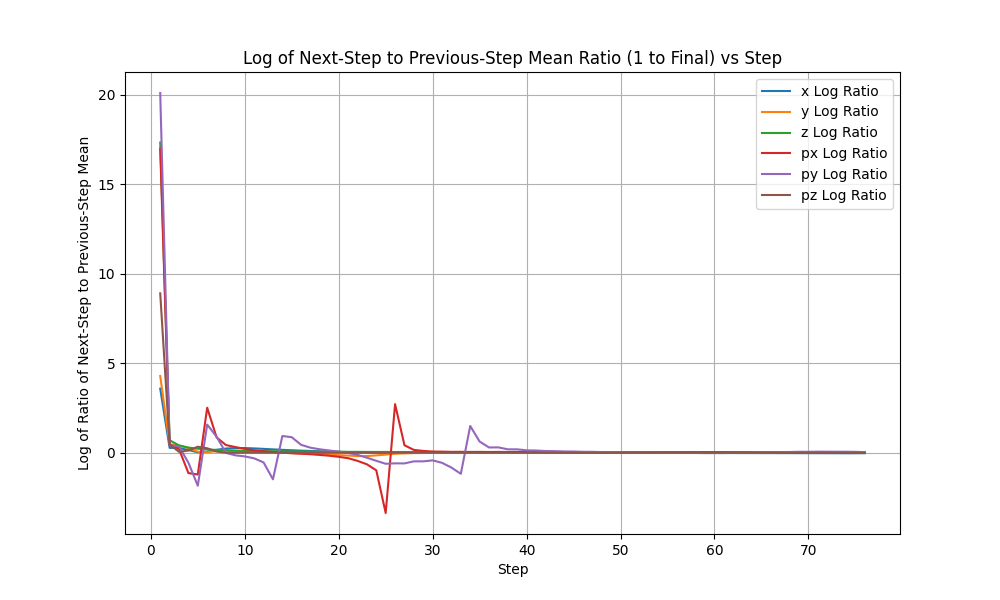 Log of Next-Step to Previous-Step Mean Ratio (1 to Final) vs Step
Log of Ratio of Next-Step to Previous-Step Mean
20
15
10
5
0
x Log Ratio
y Log Ratio
z Log Ratio
px Log Ratio
py Log Ratio
pz Log Ratio
0 10 20 30 40 50 60 70
Step